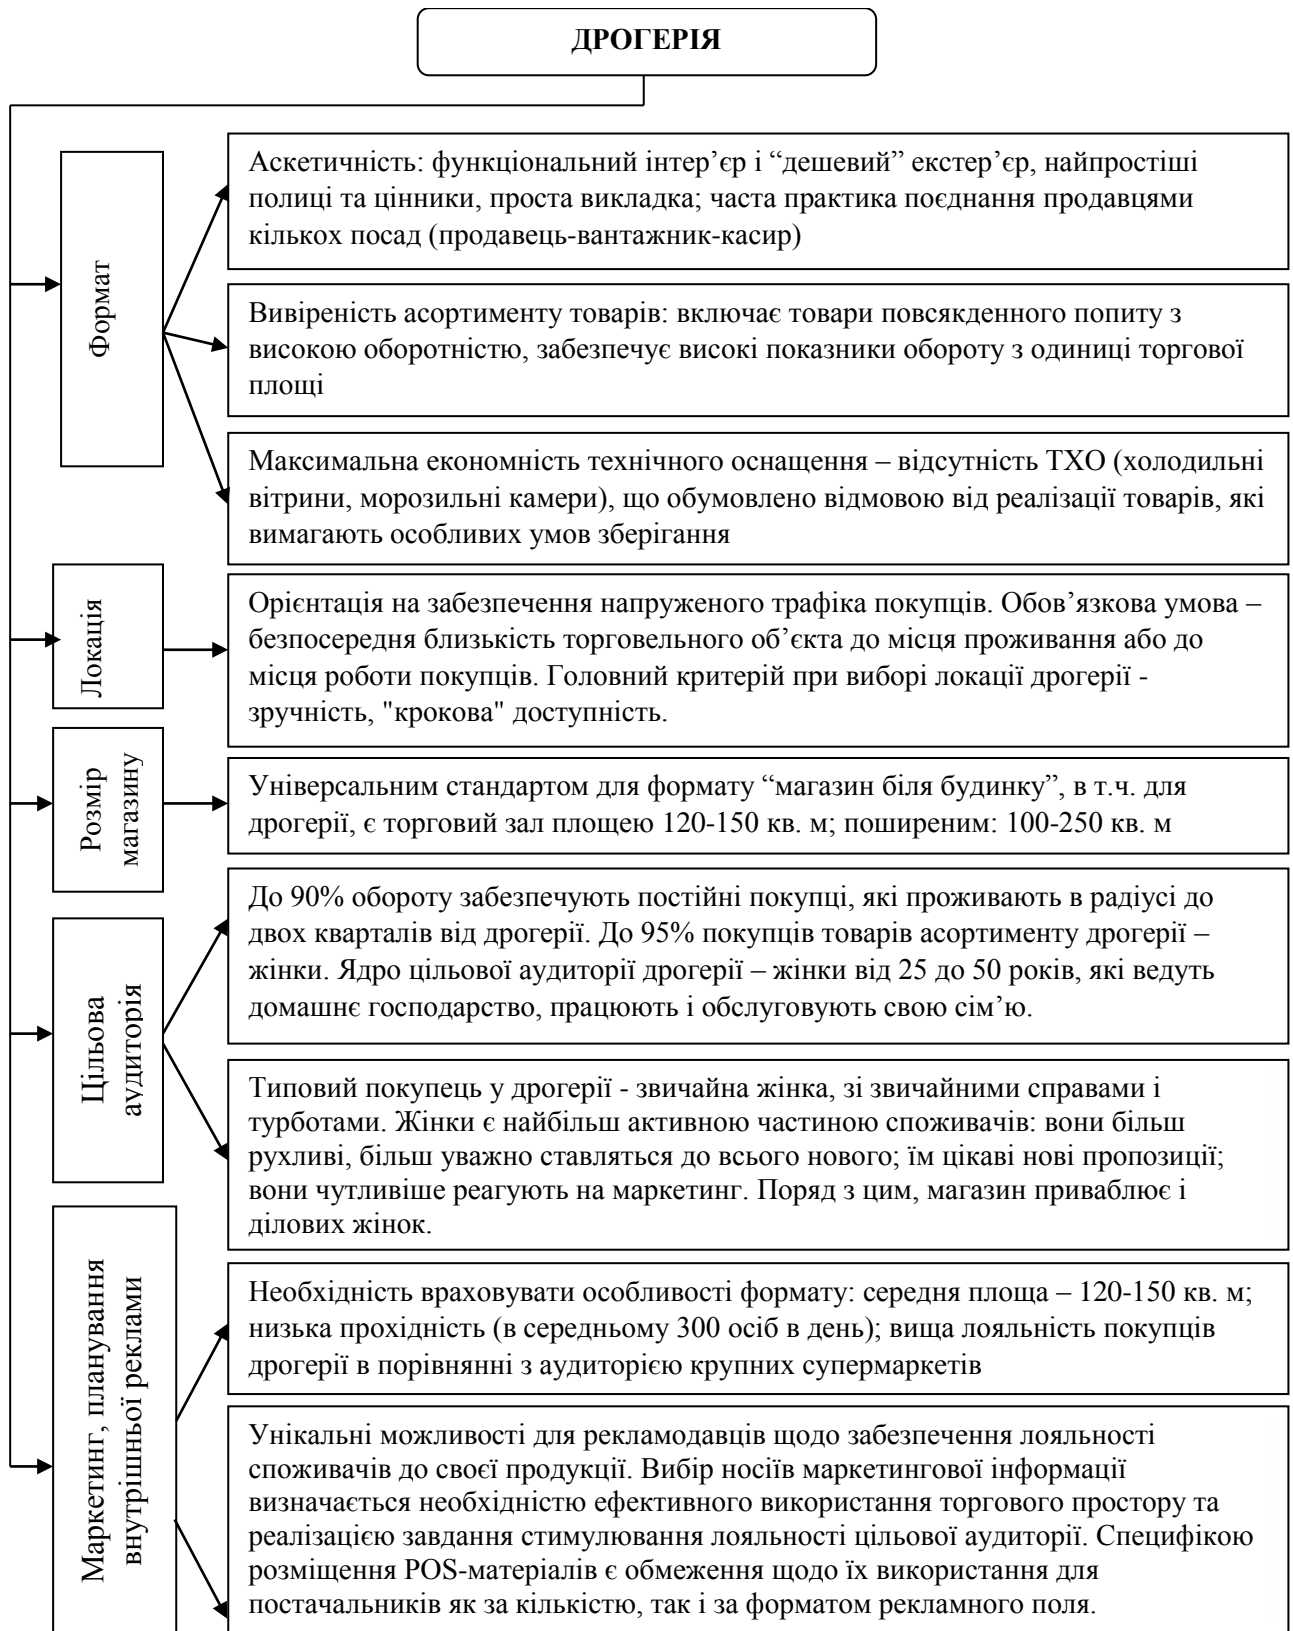 ДРОГЕРІЯ
Формат
Аскетичність: функціональний інтер’єр і “дешевий” екстер’єр, найпростіші
полиці та цінники, проста викладка; часта практика поєднання продавцями
кількох посад (продавець-вантажник-касир)
Вивіреність асортименту товарів: включає товари повсякденного попиту з
високою оборотністю, забезпечує високі показники обороту з одиниці торгової
площі
Максимальна економність технічного оснащення – відсутність ТХО (холодильні
вітрини, морозильні камери), що обумовлено відмовою від реалізації товарів, які
вимагають особливих умов зберігання
Локація
Орієнтація на забезпечення напруженого трафіка покупців. Обов’язкова умова –
безпосередня близькість торговельного об’єкта до місця проживання або до
місця роботи покупців. Головний критерій при виборі локації дрогерії -
зручність, "крокова" доступність.
Розмір
магазину
Універсальним стандартом для формату “магазин біля будинку”, в т.ч. для
дрогерії, є торговий зал площею 120-150 кв. м; поширеним: 100-250 кв. м
Цільова
аудиторія
До 90% обороту забезпечують постійні покупці, які проживають в радіусі до
двох кварталів від дрогерії. До 95% покупців товарів асортименту дрогерії –
жінки. Ядро цільової аудиторії дрогерії – жінки від 25 до 50 років, які ведуть
домашнє господарство, працюють і обслуговують свою сім’ю.
Типовий покупець у дрогерії - звичайна жінка, зі звичайними справами і
турботами. Жінки є найбільш активною частиною споживачів: вони більш
рухливі, більш уважно ставляться до всього нового; їм цікаві нові пропозиції;
вони чутливіше реагують на маркетинг. Поряд з цим, магазин приваблює і
ділових жінок.
Маркетинг, планування
внутрішньої реклами
Необхідність враховувати особливості формату: середня площа – 120-150 кв. м;
низька прохідність (в середньому 300 осіб в день); вища лояльність покупців
дрогерії в порівнянні з аудиторією крупних супермаркетів
Унікальні можливості для рекламодавців щодо забезпечення лояльності
споживачів до своєї продукції. Вибір носіїв маркетингової інформації
визначається необхідністю ефективного використання торгового простору та
реалізацією завдання стимулювання лояльності цільової аудиторії. Специфікою
розміщення POS-матеріалів є обмеження щодо їх використання для
постачальників як за кількістю, так і за форматом рекламного поля.